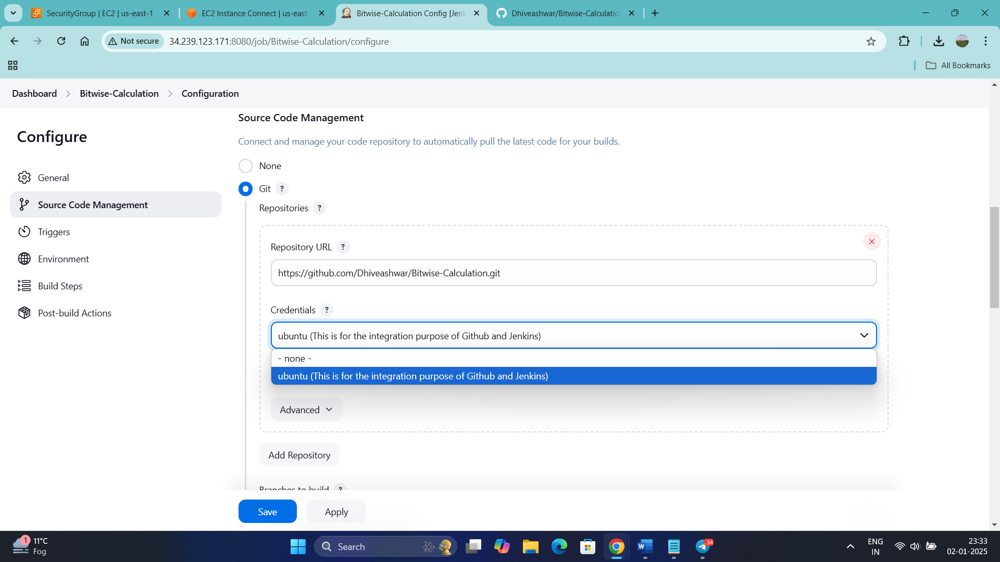 SecurityGroup | EC2 | us-east-1
EC2 Instance Connect | us-east-
Bitwise-Calculation Config [Jenk
Dhiveashwar/Bitwise-Calculatio
Not secure
34.239.123.171:8080/job/Bitwise-Calculation/configure
All Bookmarks
Dashboard
Bitwise-Calculation
Configuration
Configure
General
Source Code Management
Triggers
Environment
Build Steps
Post-build Actions
Source Code Management
Connect and manage your code repository to automatically pull the latest code for your builds.
None
Git ?
Repositories ?
Repository URL ?
https://github.com/Dhiveashwar/Bitwise-Calculation.git
Credentials ?
ubuntu (This is for the integration purpose of Github and Jenkins)
- none -
ubuntu (This is for the integration purpose of Github and Jenkins)
Advanced
Add Repository
Branches to build ?
Save
Apply
1
11°C
Fog
Search
W
94
ENG
IN
23:33
02-01-2025